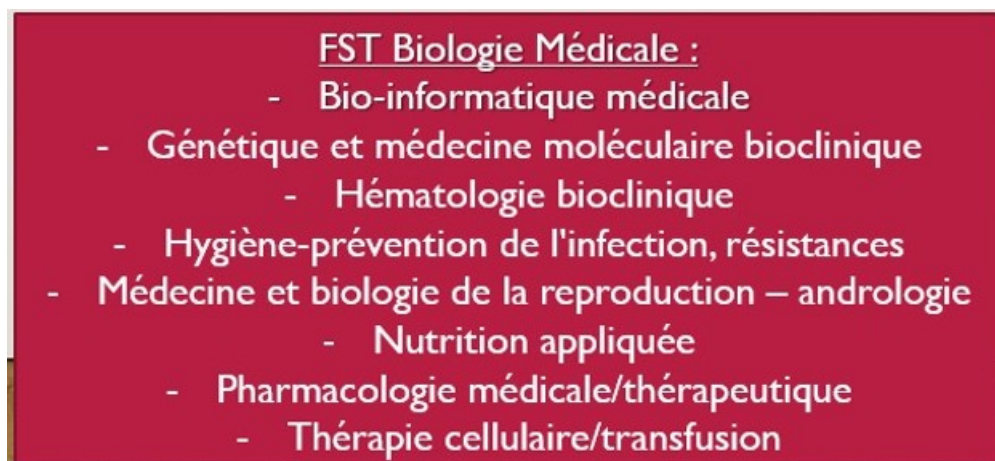 FST Biologie Médicale :
- Bio-informatique médicale
- Génétique et médecine moléculaire bioclinique
- Hématologie bioclinique
- Hygiène-prévention de l'infection, résistances
- Médecine et biologie de la reproduction – andrologie
- Nutrition appliquée
- Pharmacologie médicale/thérapeutique
- Thérapie cellulaire/transfusion